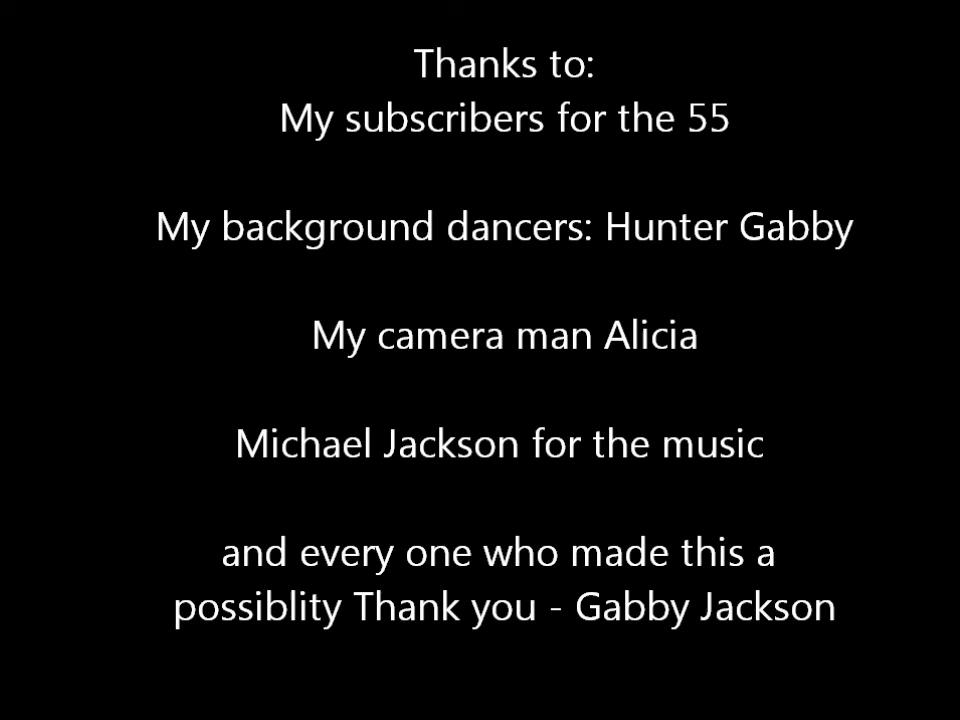 Thanks to:
My subscribers for the 55
My background dancers: Hunter Gabby
My camera man Alicia
Michael Jackson for the music
and every one who made this a
possiblity Thank you - Gabby Jackson